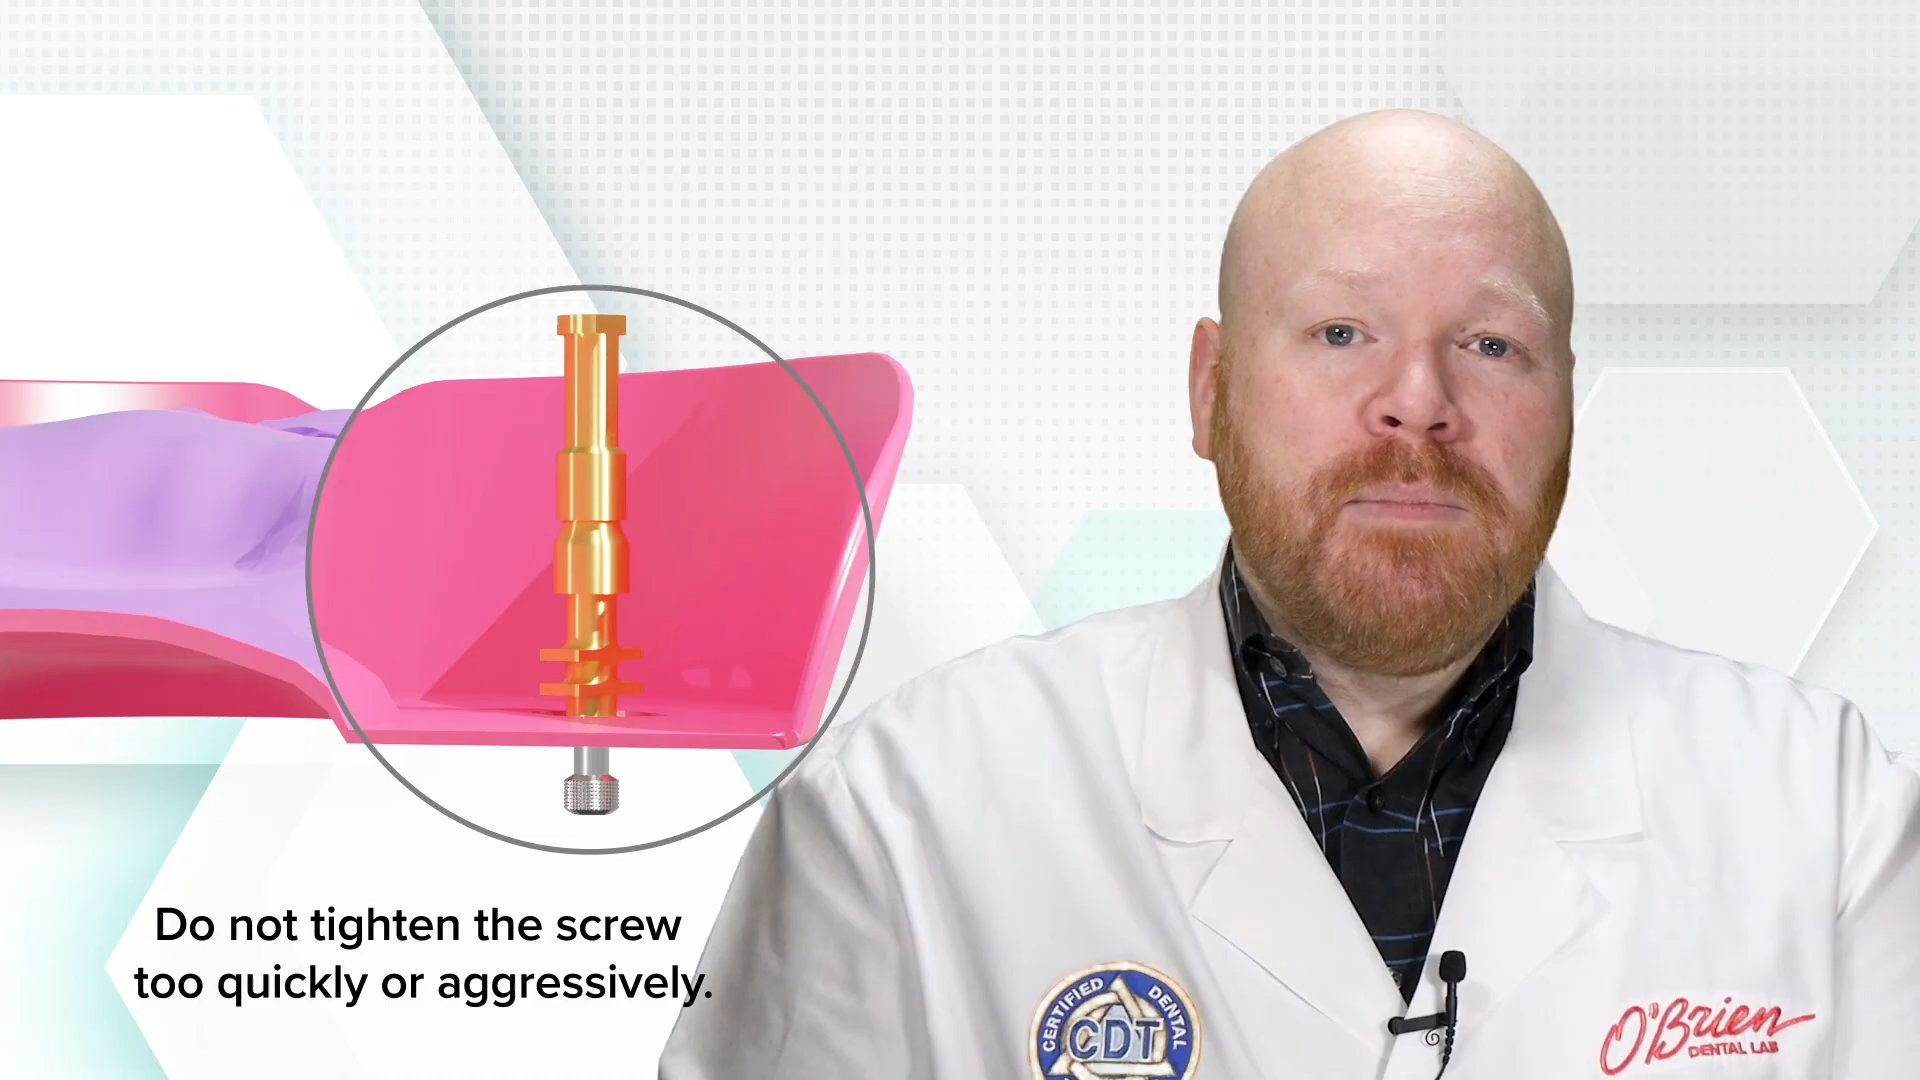 Do not tighten the screw
too quickly or aggressively.
CERTIFIED DENTAL
CDT
O'Brien
DENTAL LAB